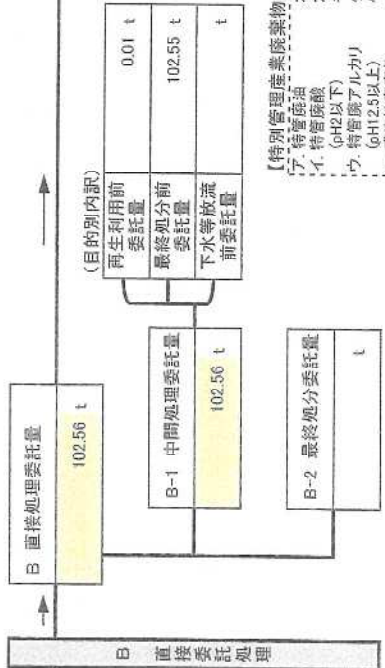 B 直接委託処理
B 直接処理委託量
102.56 t
B-1 中間処理委託量
102.56 t
B-2 最終処分委託量
t
(目的別内訳)
再生利用前
委託量
0.01 t
最終処分前
委託量
102.55 t
下水等放流
前委託量
t
【特別管理産業廃棄物
ア. 特管廃油
イ. 特管廃酸
(pH2以下)
ウ. 特管廃アルカリ
(pH12.5以上)